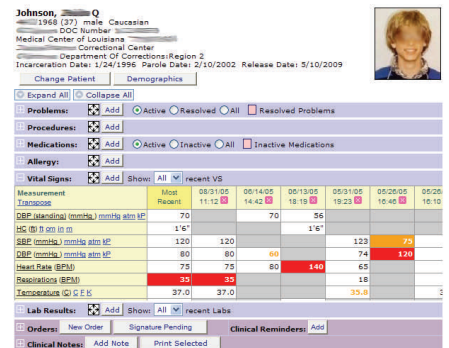 Johnson, Q
1968 (37) male Caucasian
DOC Number
Medical Center of Louisiana
Correctional Center
Department Of Corrections:Region 2
Incarceration Date: 1/24/1996 Parole Date: 2/10/2002 Release Date: 5/10/2009
Change Patient Demographics
Expand All Collapse All
Problems: Add Active Resolved All Resolved Problems
Procedures: Add
Medications: Add Active Inactive All Inactive Medications
Allergy: Add
Vital Signs: Add Show: All recent VS
Measurement Most 08/31/05 06/14/05 06/13/05 05/31/05 05/26/05 05/26
Transpose Recent 11:12 14:42 18:19 19:23 16:46 16:10
DBP (standing) (mmHg ) mmHg atm kP 70 70 56
HC (ft) ft cm in m 1'6" 1'6"
SBP (mmHg ) mmHg atm kP 120 120 123 75
DBP (mmHg ) mmHg atm kP 80 80 60 74 120
Heart Rate (BPM) 75 75 80 140 65
Respirations (BPM) 35 35 18
Temperature (C) C F K 37.0 37.0 35.8 3
Lab Results: Add Show: All recent Labs
Orders: New Order Signature Pending Clinical Reminders: Add
Clinical Notes: Add Note Print Selected